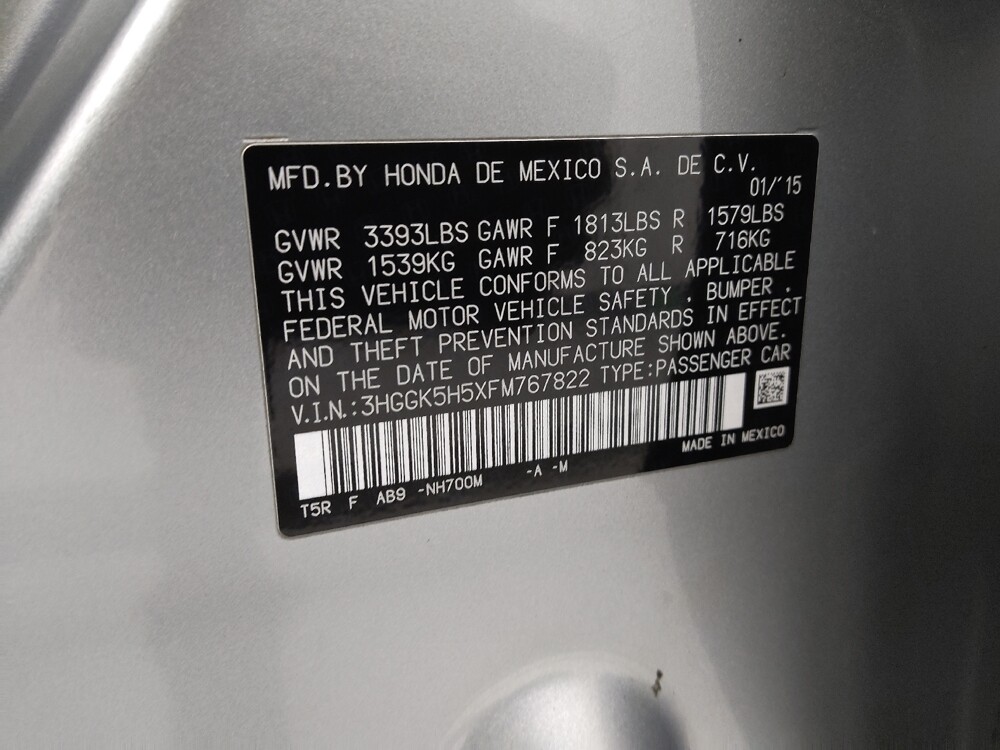 MFD.BY HONDA DE MEXICO S.A. DE C.V.
01/'15
GVWR 3393LBS GAWR F 1813LBS R 1579LBS
GVWR 1539KG GAWR F 823KG R 716KG
THIS VEHICLE CONFORMS TO ALL APPLICABLE
FEDERAL MOTOR VEHICLE SAFETY , BUMPER ,
AND THEFT PREVENTION STANDARDS IN EFFECT
ON THE DATE OF MANUFACTURE SHOWN ABOVE.
V.I.N.:3HGGK5H5XFM767822 TYPE:PASSENGER CAR
MADE IN MEXICO
T5R F AB9 -NH700M -A -M